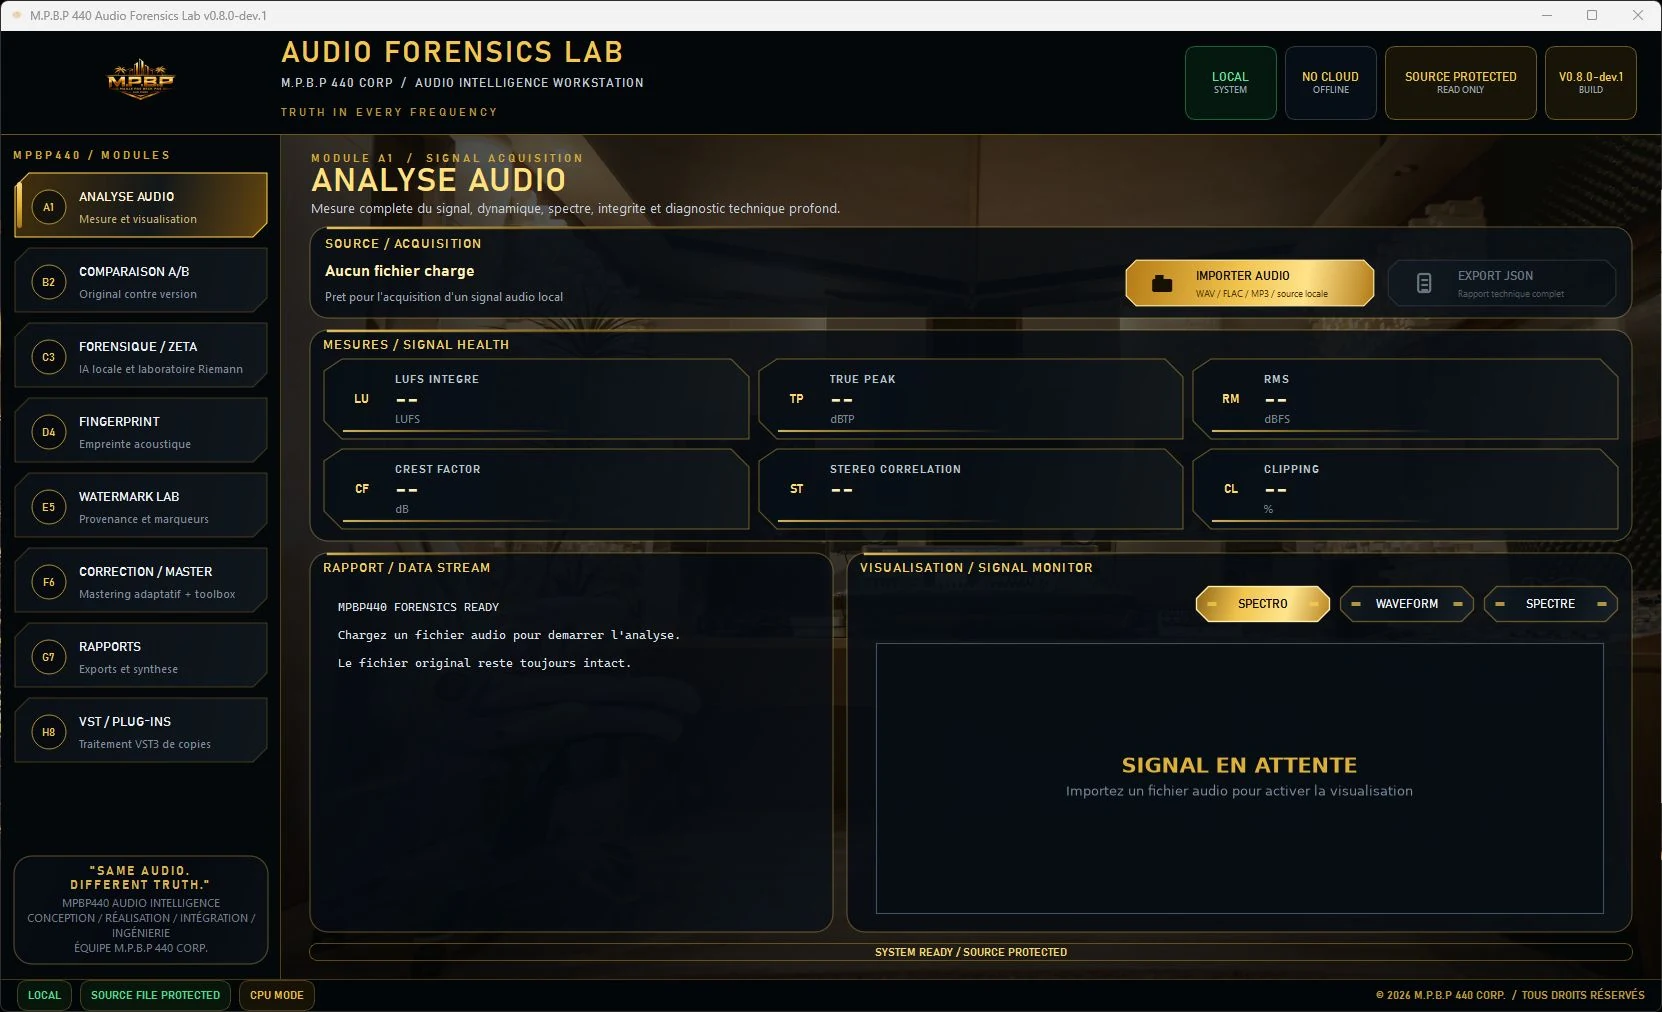 M.P.B.P 440 Audio Forensics Lab v0.8.0-dev.1
MPBP
AUDIO FORENSICS LAB
M.P.B.P 440 CORP / AUDIO INTELLIGENCE WORKSTATION
TRUTH IN EVERY FREQUENCY
LOCAL
SYSTEM
NO CLOUD
OFFLINE
SOURCE PROTECTED
READ ONLY
V0.8.0-dev.1
BUILD
MPBP440 / MODULES
A1
ANALYSE AUDIO
Mesure et visualisation
B2
COMPARAISON A/B
Original contre version
C3
FORENSIQUE / ZETA
IA locale et laboratoire Riemann
D4
FINGERPRINT
Empreinte acoustique
E5
WATERMARK LAB
Provenance et marqueurs
F6
CORRECTION / MASTER
Mastering adaptatif + toolbox
G7
RAPPORTS
Exports et synthese
H8
VST / PLUG-INS
Traitement VST3 de copies
"SAME AUDIO.
DIFFERENT TRUTH."
MPBP440 AUDIO INTELLIGENCE
CONCEPTION / RÉALISATION / INTÉGRATION /
INGÉNIERIE
ÉQUIPE M.P.B.P 440 CORP.
MODULE A1 / SIGNAL ACQUISITION
ANALYSE AUDIO
Mesure complete du signal, dynamique, spectre, integrite et diagnostic technique profond.
SOURCE / ACQUISITION
Aucun fichier charge
Pret pour l'acquisition d'un signal audio local
IMPORTER AUDIO
WAV / FLAC / MP3 / source locale
EXPORT JSON
Rapport technique complet
MESURES / SIGNAL HEALTH
LU
LUFS INTEGRE
--
LUFS
TP
TRUE PEAK
--
dBTP
RM
RMS
--
dBFS
CF
CREST FACTOR
--
dB
ST
STEREO CORRELATION
--
CL
CLIPPING
--
%
RAPPORT / DATA STREAM
MPBP440 FORENSICS READY
Chargez un fichier audio pour demarrer l'analyse.
Le fichier original reste toujours intact.
VISUALISATION / SIGNAL MONITOR
SPECTRO
WAVEFORM
SPECTRE
SIGNAL EN ATTENTE
Importez un fichier audio pour activer la visualisation
SYSTEM READY / SOURCE PROTECTED
LOCAL
SOURCE FILE PROTECTED
CPU MODE
© 2026 M.P.B.P 440 CORP. / TOUS DROITS RÉSERVÉS